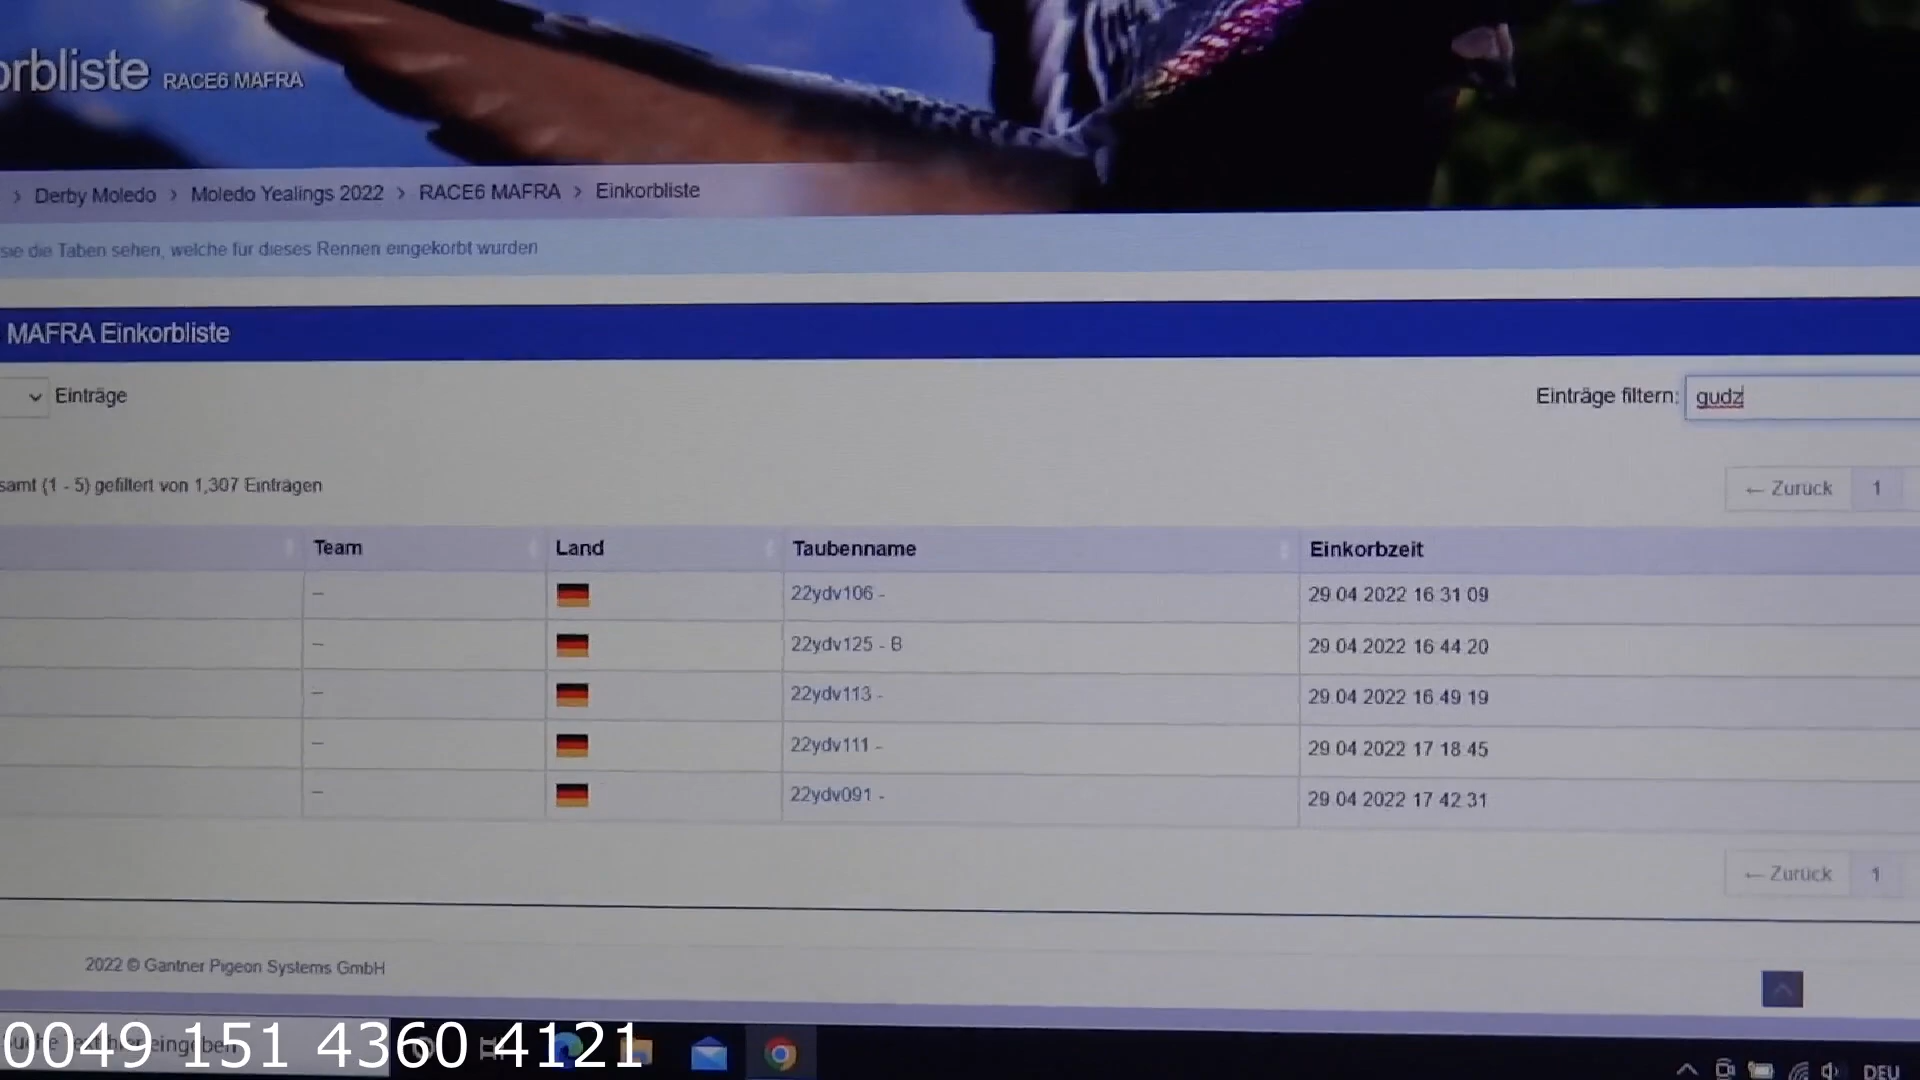 orbliste RACE6 MAFRA
› Derby Moledo › Moledo Yealings 2022 › RACE6 MAFRA › Einkorbliste
sie die Taben sehen, welche für dieses Rennen eingekorbt wurden
MAFRA Einkorbliste
Einträge
Einträge filtern: gudz
samt (1 - 5) gefiltert von 1,307 Einträgen
← Zurück 1
Team Land Taubenname Einkorbzeit
– 22ydv106 - 29 04 2022 16 31 09
– 22ydv125 - B 29 04 2022 16 44 20
– 22ydv113 - 29 04 2022 16 49 19
– 22ydv111 - 29 04 2022 17 18 45
– 22ydv091 - 29 04 2022 17 42 31
← Zurück 1
2022 © Gantner Pigeon Systems GmbH
0049 151 4360 4121
eingeben
DEU